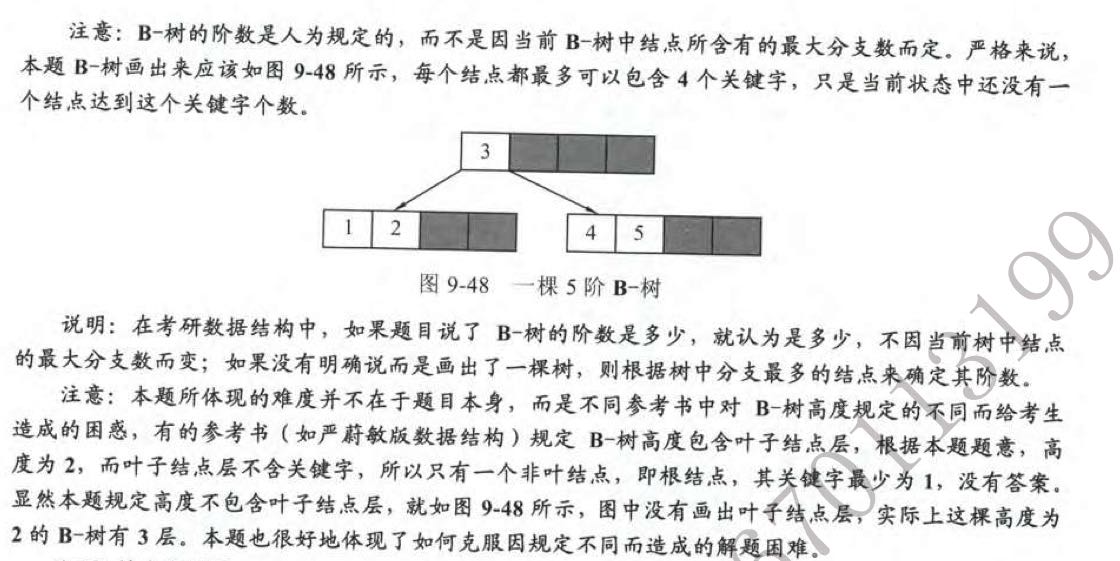 注意：B-树的阶数是人为规定的，而不是因当前 B-树中结点所含有的最大分支数而定。严格来说，
本题 B-树画出来应该如图 9-48 所示，每个结点都最多可以包含 4 个关键字，只是当前状态中还没有一
个结点达到这个关键字个数。
3
1 2 4 5
图 9-48 一棵 5 阶 B-树
说明：在考研数据结构中，如果题目说了 B-树的阶数是多少，就认为是多少，不因当前树中结点
的最大分支数而变；如果没有明确说而是画出了一棵树，则根据树中分支最多的结点来确定其阶数。
注意：本题所体现的难度并不在于题目本身，而是不同参考书中对 B-树高度规定的不同而给考生
造成的困惑，有的参考书（如严蔚敏版数据结构）规定 B-树高度包含叶子结点层，根据本题题意，高
度为 2，而叶子结点层不含关键字，所以只有一个非叶结点，即根结点，其关键字最少为 1，没有答案。
显然本题规定高度不包含叶子结点层，就如图 9-48 所示，图中没有画出叶子结点层，实际上这棵高度为
2 的 B-树有 3 层。本题也很好地体现了如何克服因规定不同而造成的解题困难。
370113199